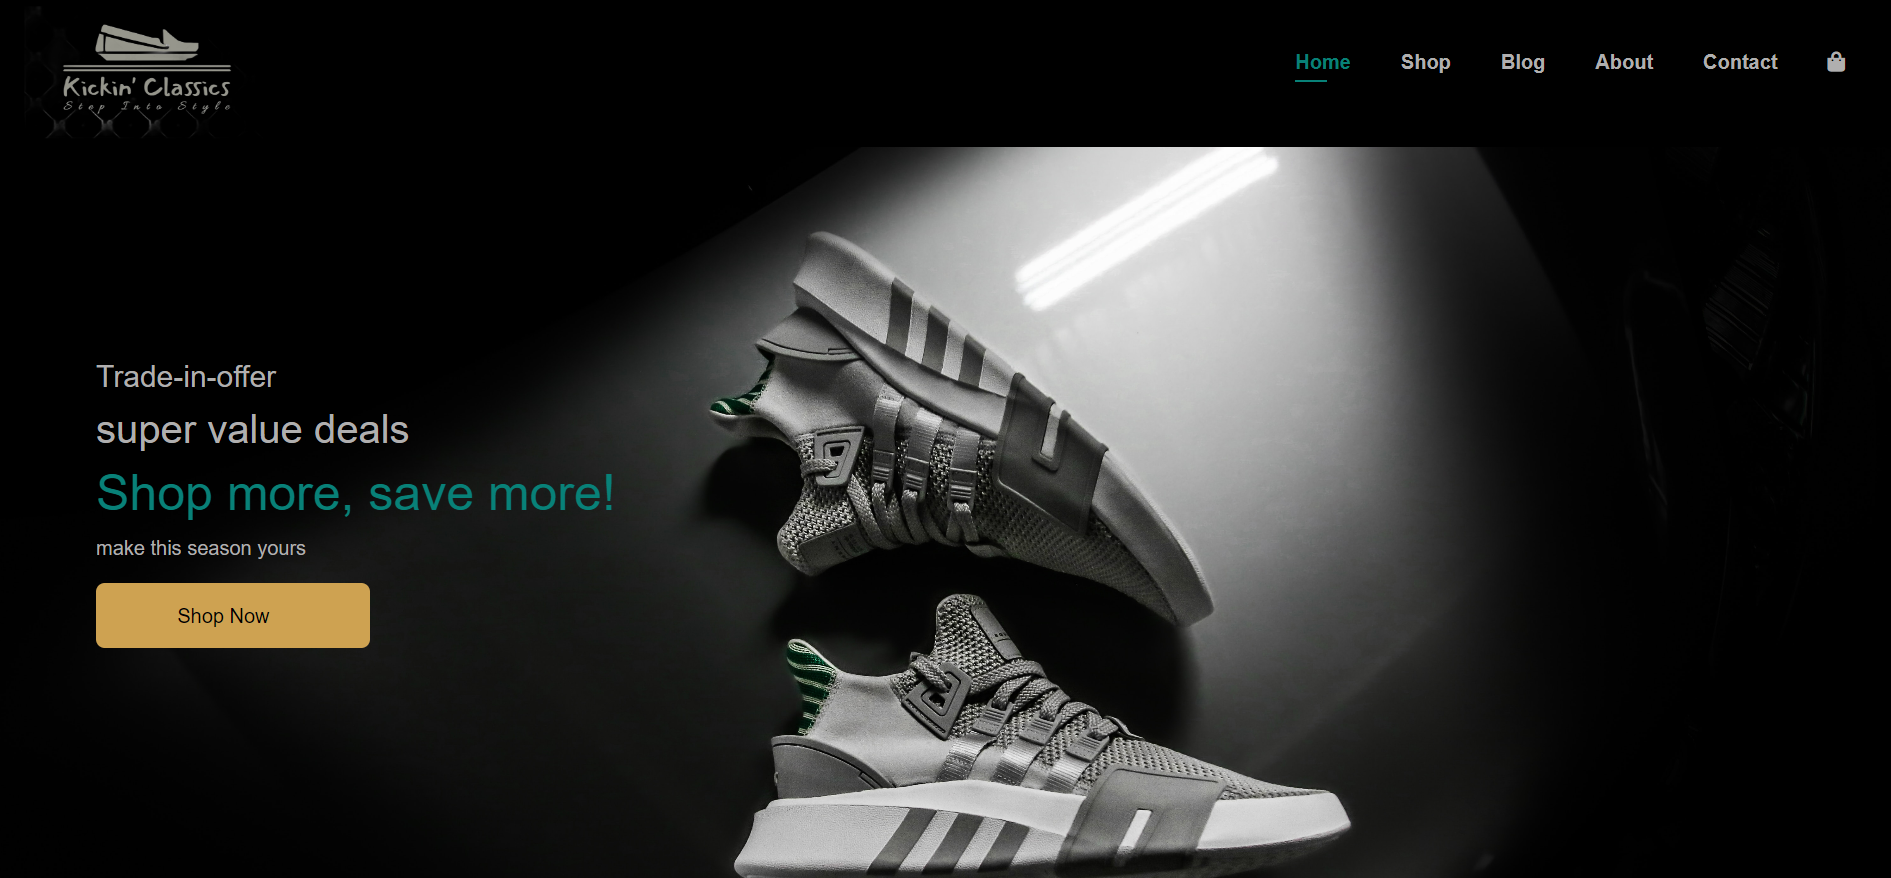 Kickin' Classics
Step Into Style
Home Shop Blog About Contact
Trade-in-offer
super value deals
Shop more, save more!
make this season yours
Shop Now